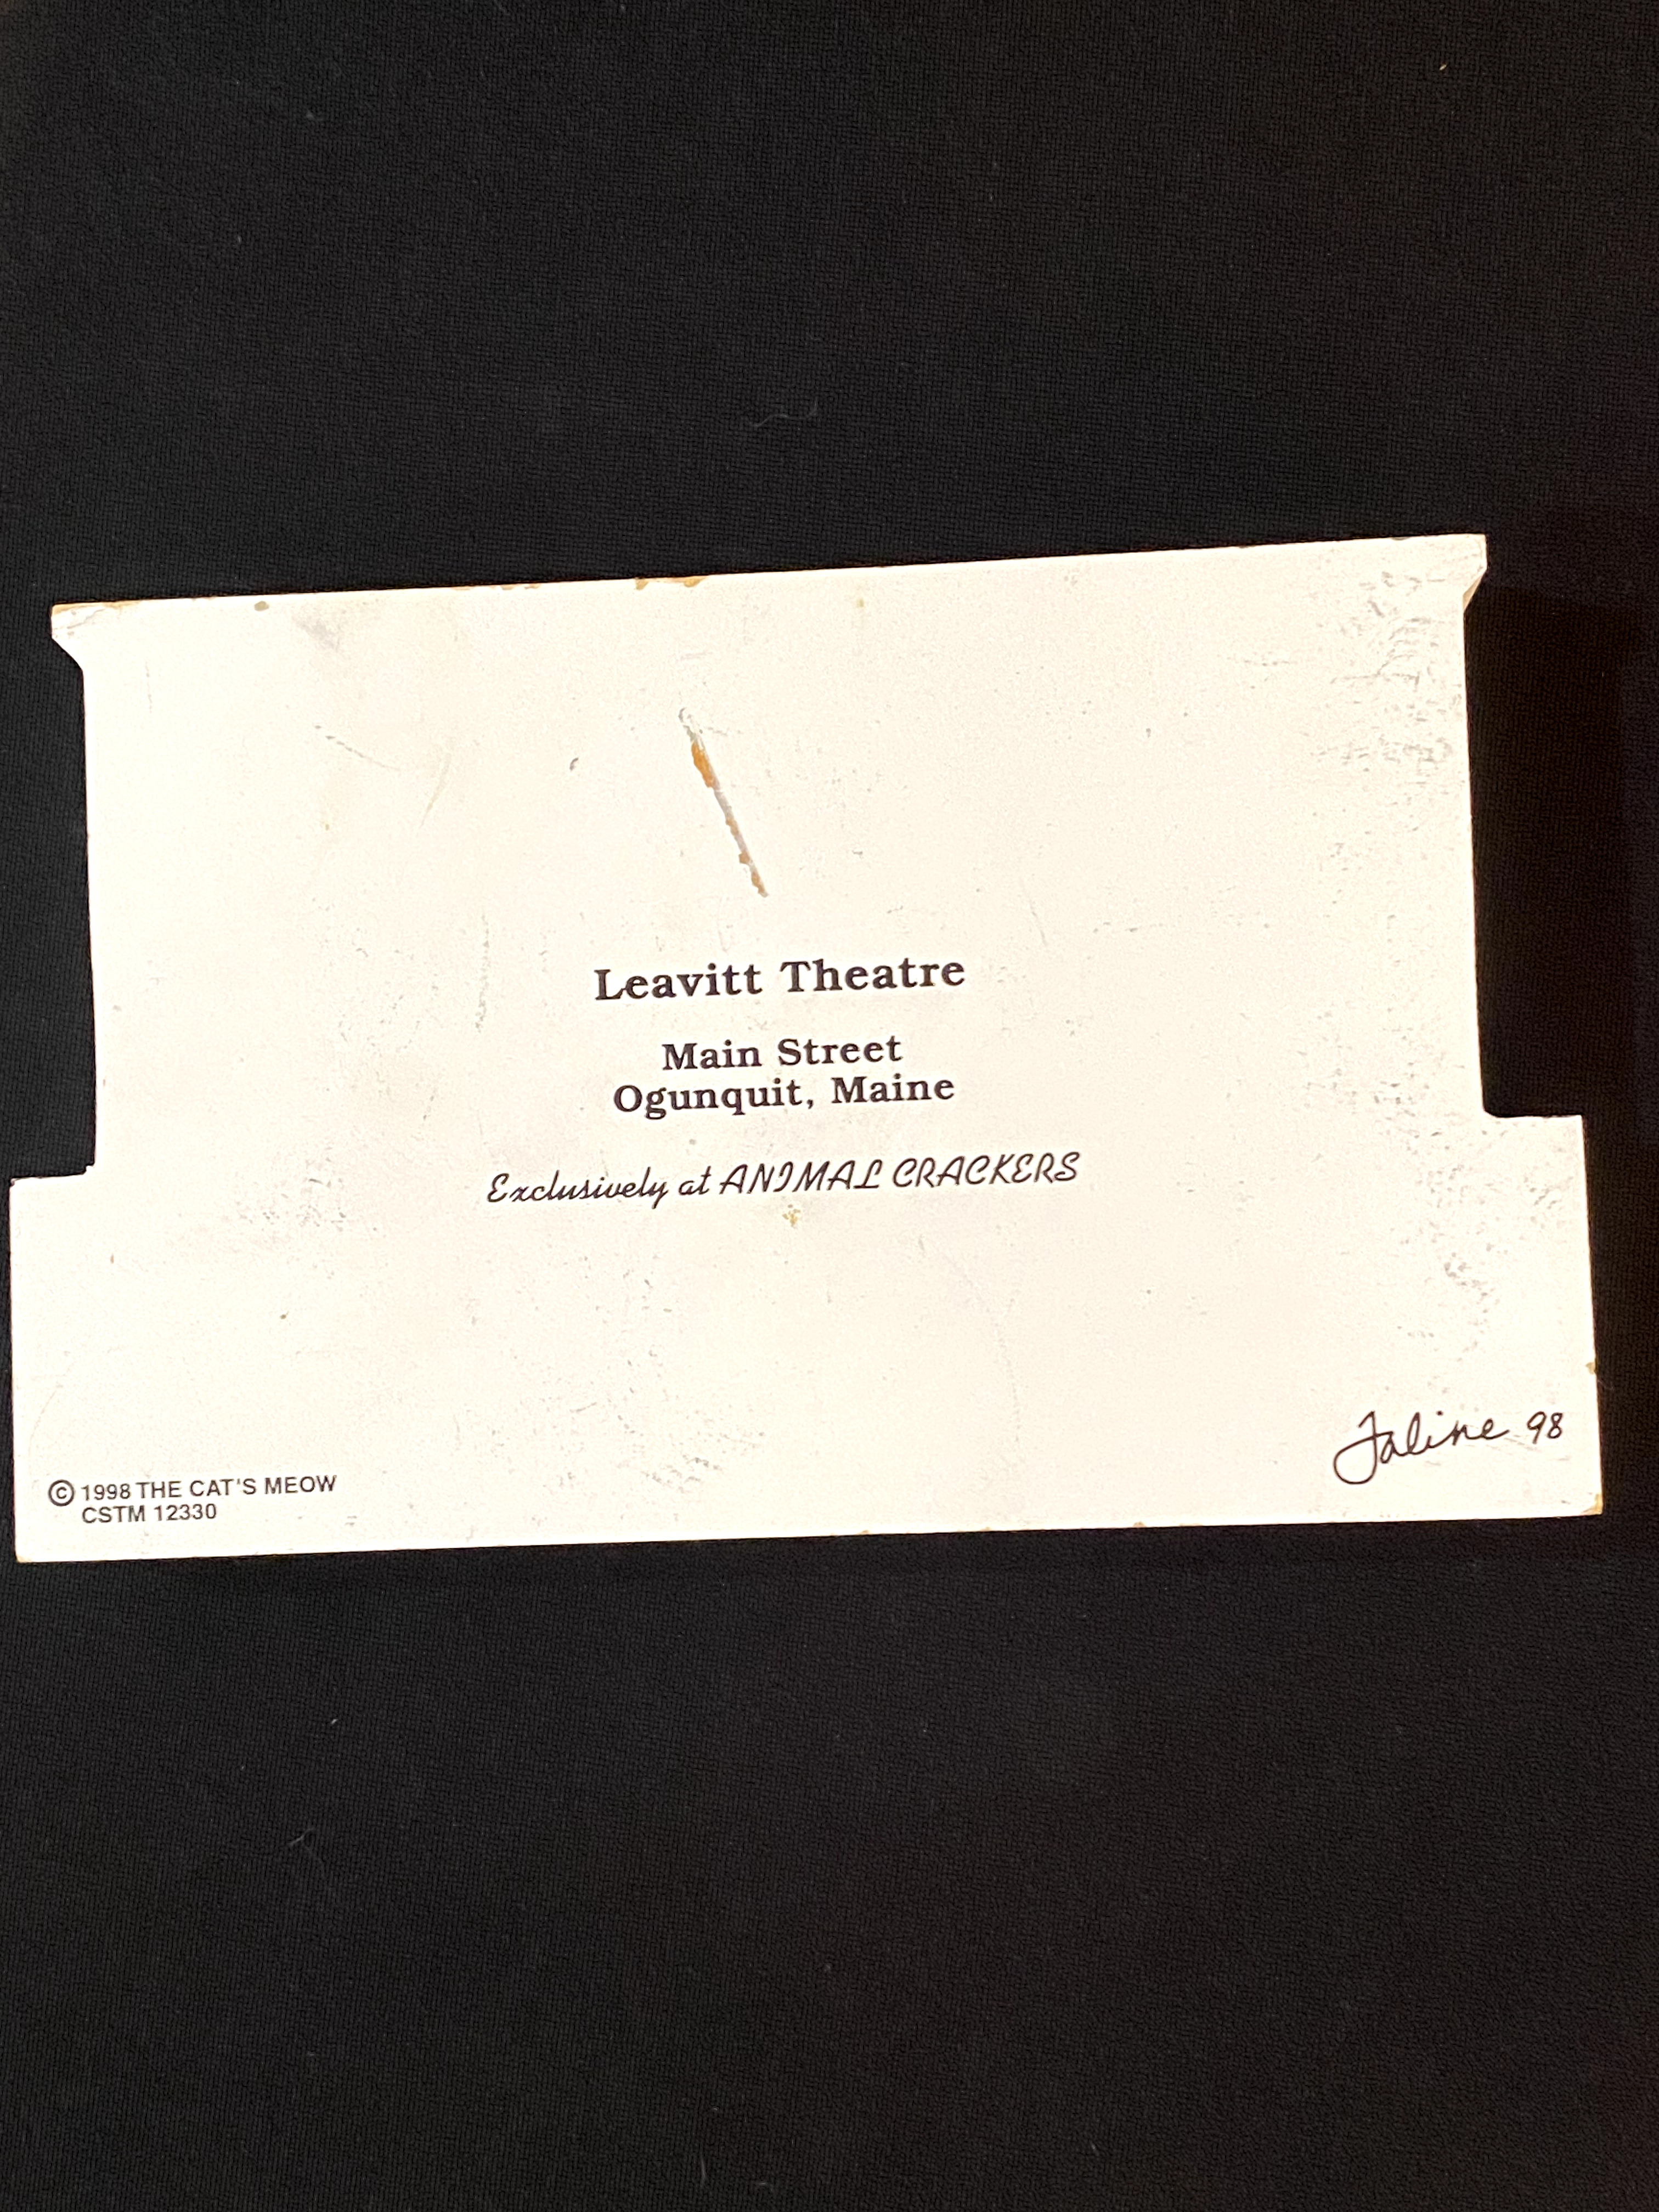 Leavitt Theatre
Main Street
Ogunquit, Maine
Exclusively at ANIMAL CRACKERS
Faline 98
© 1998 THE CAT'S MEOW
CSTM 12330